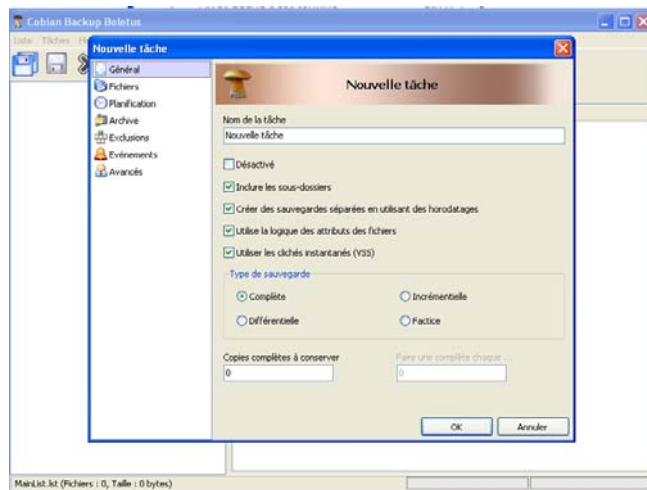 Cobian Backup Boletus
Liste Tâches
Nouvelle tâche
Général
Fichiers
Planification
Archive
Exclusions
Evénements
Avancés
Nouvelle tâche
Nom de la tâche
Nouvelle tâche
Désactivé
Inclure les sous-dossiers
Créer des sauvegardes séparées en utilisant des horodatages
Utilise la logique des attributs des fichiers
Utiliser les clichés instantanés (VSS)
Type de sauvegarde
Complète
Incrémentielle
Différentielle
Factice
Copies complètes à conserver
Faire une complète chaque ...
0
0
OK
Annuler
MainList.lst (Fichiers : 0, Taille : 0 bytes)